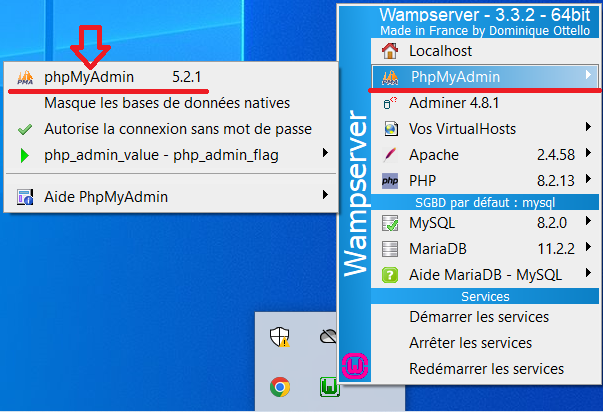 Wampserver - 3.3.2 - 64bit
Made in France by Dominique Ottello
Localhost
PhpMyAdmin
Adminer 4.8.1
Vos VirtualHosts
Apache 2.4.58
PHP 8.2.13
SGBD par défaut : mysql
MySQL 8.2.0
MariaDB 11.2.2
Aide MariaDB - MySQL
Services
Démarrer les services
Arrêter les services
Redémarrer les services
Wampserver
phpMyAdmin 5.2.1
Masque les bases de données natives
Autorise la connexion sans mot de passe
php_admin_value - php_admin_flag
Aide PhpMyAdmin
PMA
PMA
php